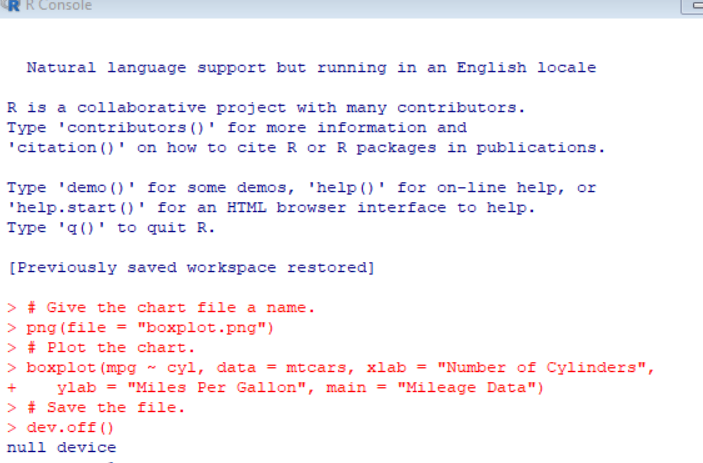 R Console
Natural language support but running in an English locale
R is a collaborative project with many contributors.
Type 'contributors()' for more information and
'citation()' on how to cite R or R packages in publications.
Type 'demo()' for some demos, 'help()' for on-line help, or
'help.start()' for an HTML browser interface to help.
Type 'q()' to quit R.
[Previously saved workspace restored]
> # Give the chart file a name.
> png(file = "boxplot.png")
> # Plot the chart.
> boxplot(mpg ~ cyl, data = mtcars, xlab = "Number of Cylinders",
+    ylab = "Miles Per Gallon", main = "Mileage Data")
> # Save the file.
> dev.off()
null device